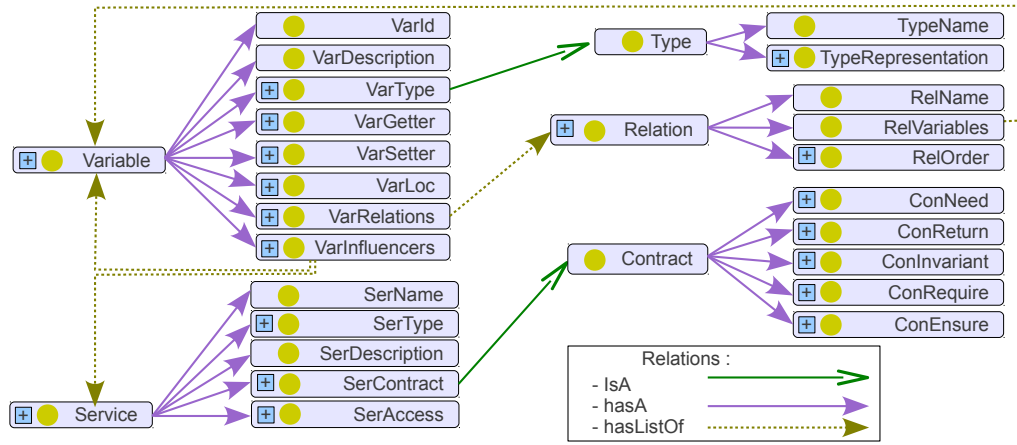 VarId
VarDescription
VarType
VarGetter
VarSetter
VarLoc
VarRelations
VarInfluencers
Variable
Type
TypeName
TypeRepresentation
Relation
RelName
RelVariables
RelOrder
Contract
ConNeed
ConReturn
ConInvariant
ConRequire
ConEnsure
SerName
SerType
SerDescription
SerContract
SerAccess
Service
Relations :
- IsA
- hasA
- hasListOf